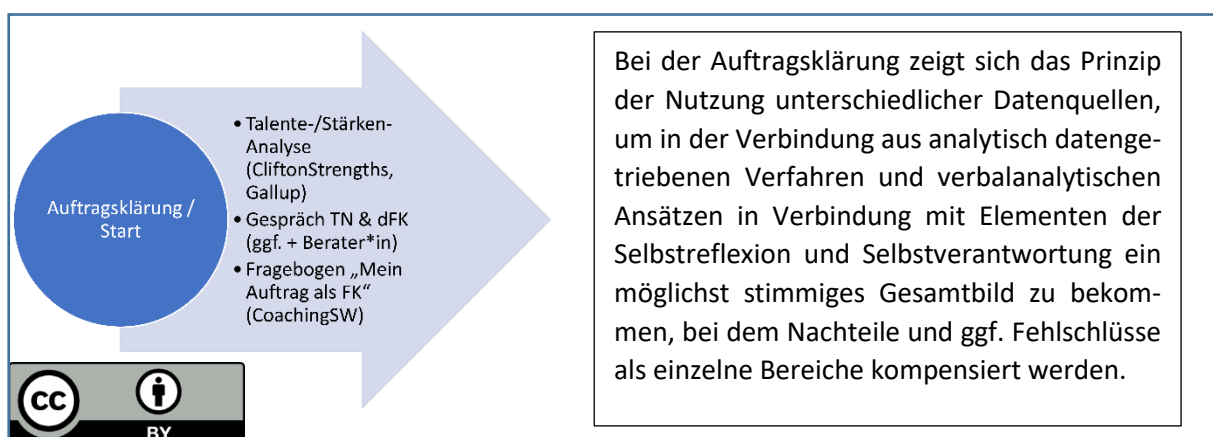 Auftragsklärung /
Start
• Talente-/Stärken-
Analyse
(CliftonStrengths,
Gallup)
• Gespräch TN & dFK
(ggf. + Berater*in)
• Fragebogen „Mein
Auftrag als FK“
(CoachingSW)
Bei der Auftragsklärung zeigt sich das Prinzip
der Nutzung unterschiedlicher Datenquellen,
um in der Verbindung aus analytisch datenge-
triebenen Verfahren und verbalanalytischen
Ansätzen in Verbindung mit Elementen der
Selbstreflexion und Selbstverantwortung ein
möglichst stimmiges Gesamtbild zu bekom-
men, bei dem Nachteile und ggf. Fehlschlüsse
als einzelne Bereiche kompensiert werden.
cc
BY